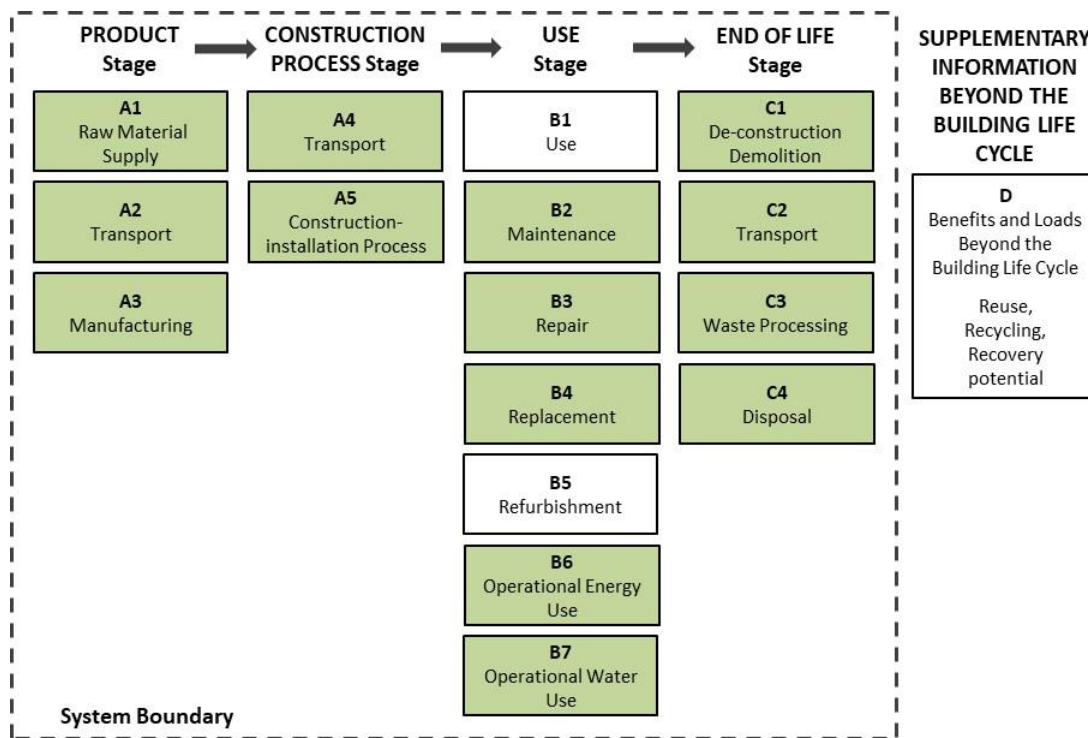 PRODUCT
Stage
CONSTRUCTION
PROCESS Stage
USE
Stage
END OF LIFE
Stage
SUPPLEMENTARY
INFORMATION
BEYOND THE
BUILDING LIFE
CYCLE
A1
Raw Material
Supply
A2
Transport
A3
Manufacturing
A4
Transport
A5
Construction-
installation Process
B1
Use
B2
Maintenance
B3
Repair
B4
Replacement
B5
Refurbishment
B6
Operational Energy
Use
B7
Operational Water
Use
C1
De-construction
Demolition
C2
Transport
C3
Waste Processing
C4
Disposal
D
Benefits and Loads
Beyond the
Building Life Cycle
Reuse,
Recycling,
Recovery
potential
System Boundary